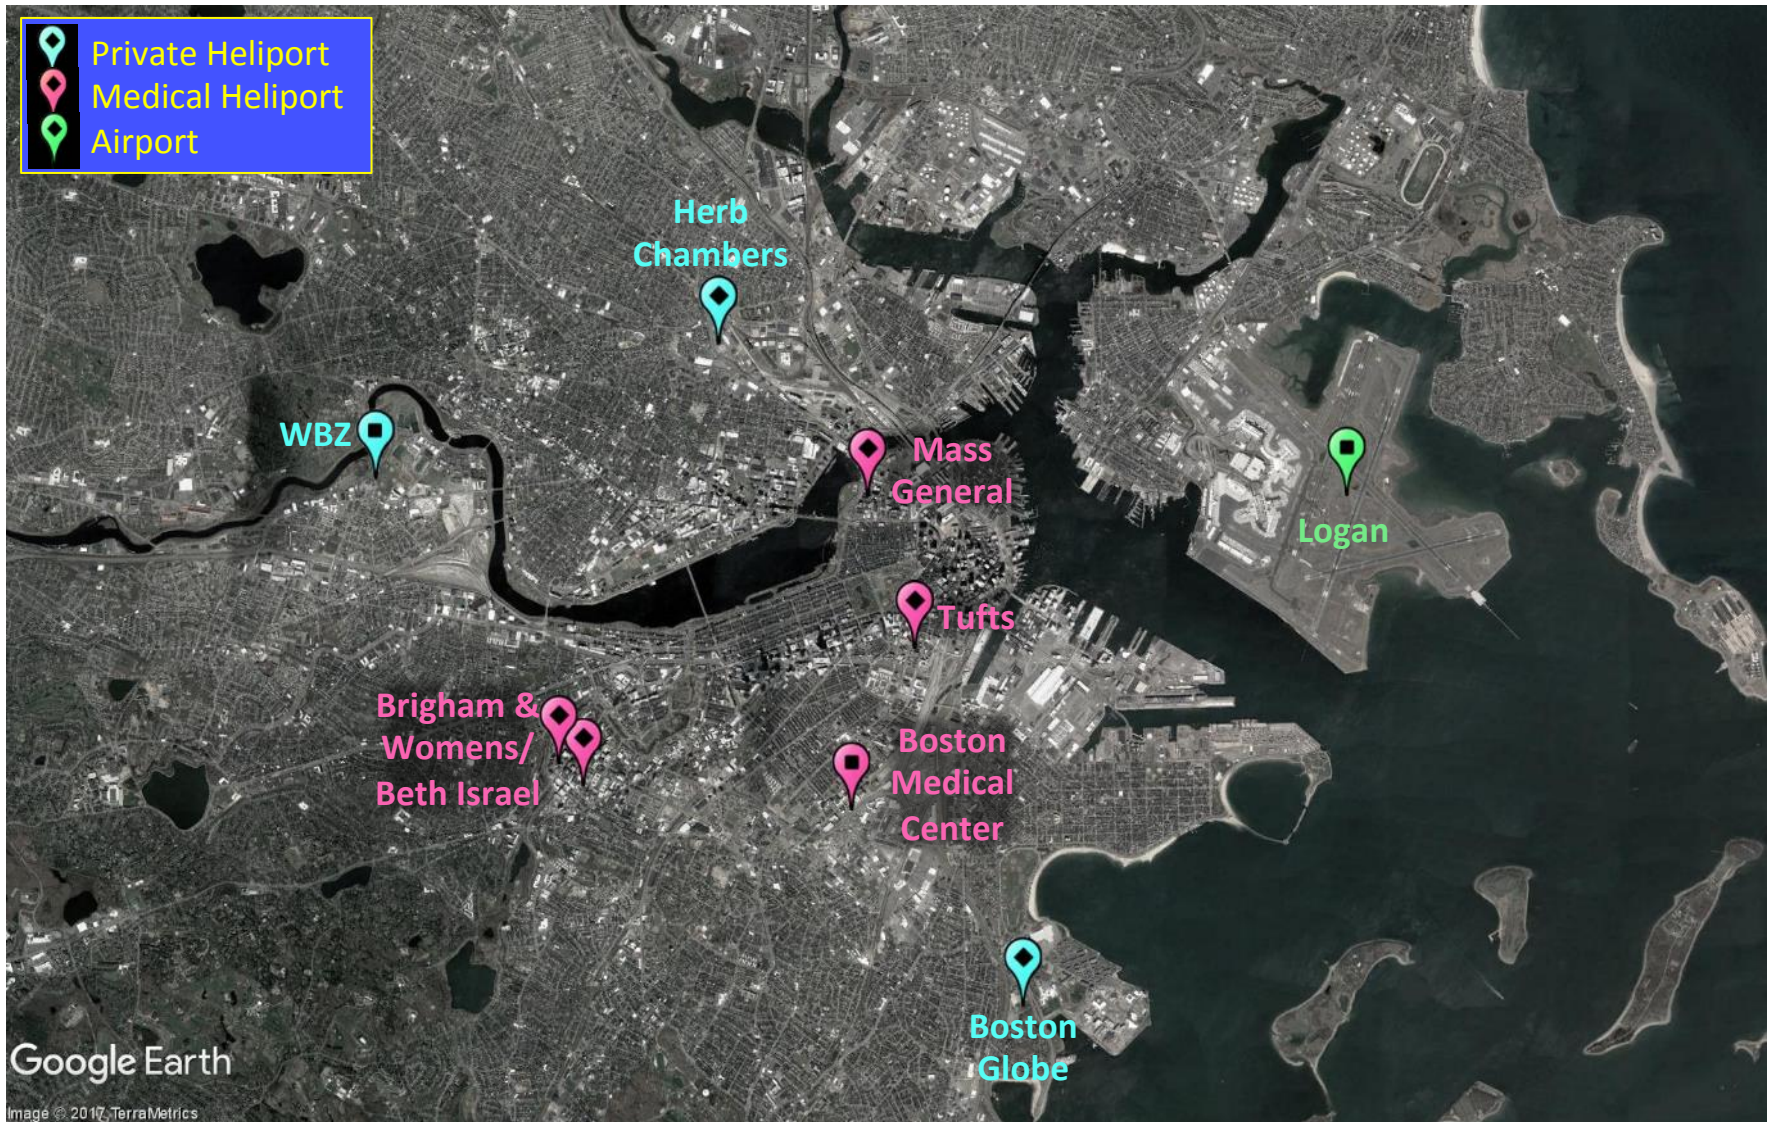 Private Heliport
Medical Heliport
Airport
Herb
Chambers
WBZ
Mass
General
Logan
Tufts
Brigham &
Womens/
Beth Israel
Boston
Medical
Center
Boston
Globe
Google Earth
Image © 2017 TerraMetrics